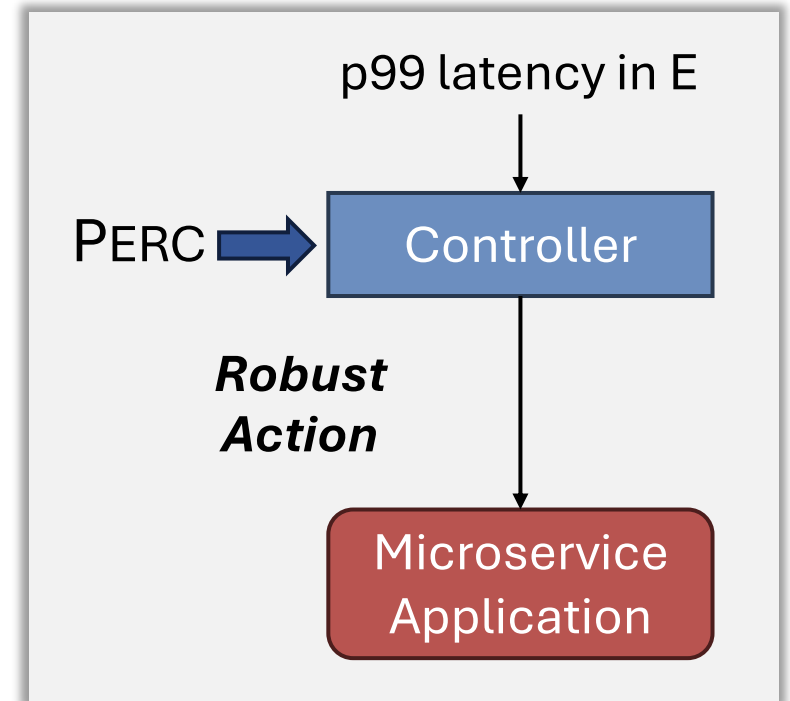 p99 latency in E
PERC
Controller
Robust
Action
Microservice
Application